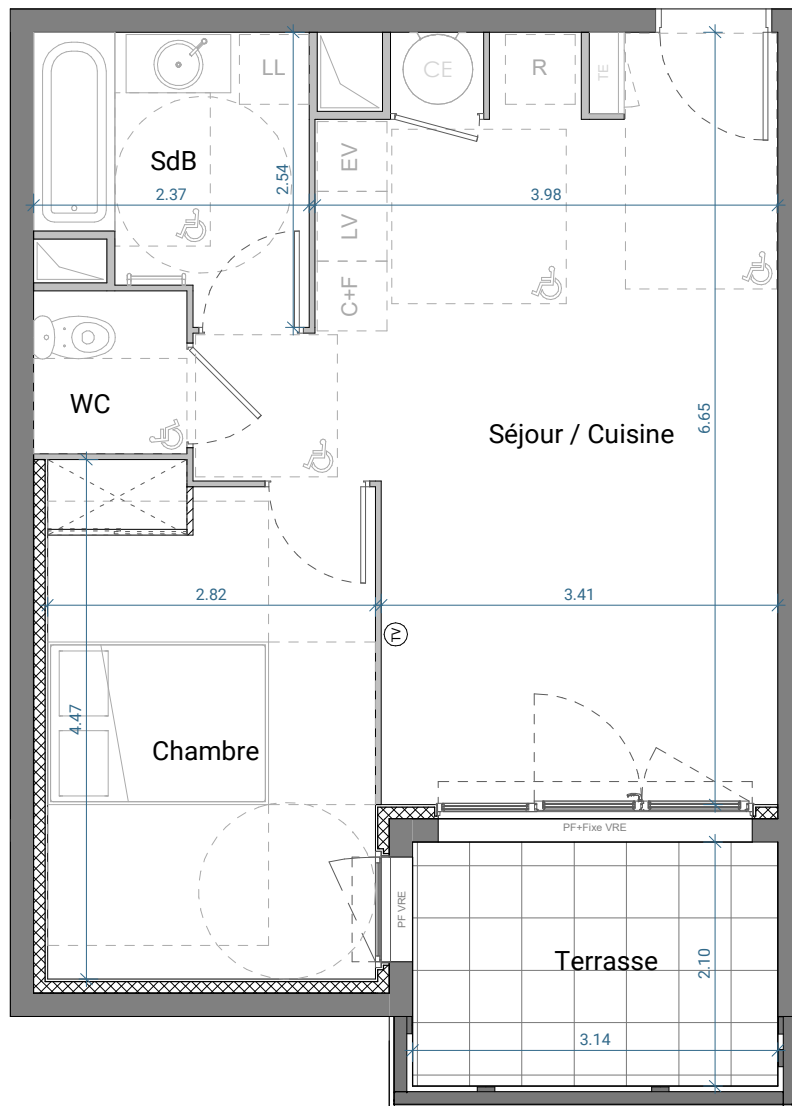 LL
CE
R
TE
SdB
EV
2.54
2.37
3.98
LV
C+F
WC
Séjour / Cuisine
6.65
2.82
3.41
TV
4.47
Chambre
PF+Fixe VRE
PF VRE
Terrasse
2.10
3.14